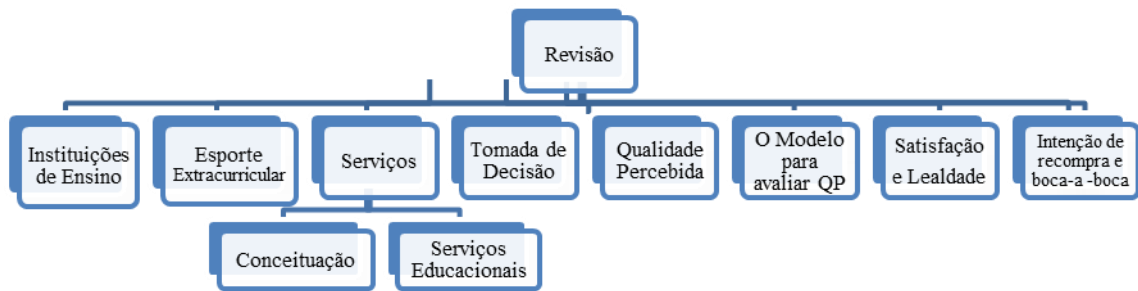 Revisão
Instituições
de Ensino
Esporte
Extracurricular
Serviços
Tomada de
Decisão
Qualidade
Percebida
O Modelo
para
avaliar QP
Satisfação
e Lealdade
Intenção de
recompra e
boca-a -boca
Conceituação
Serviços
Educacionais